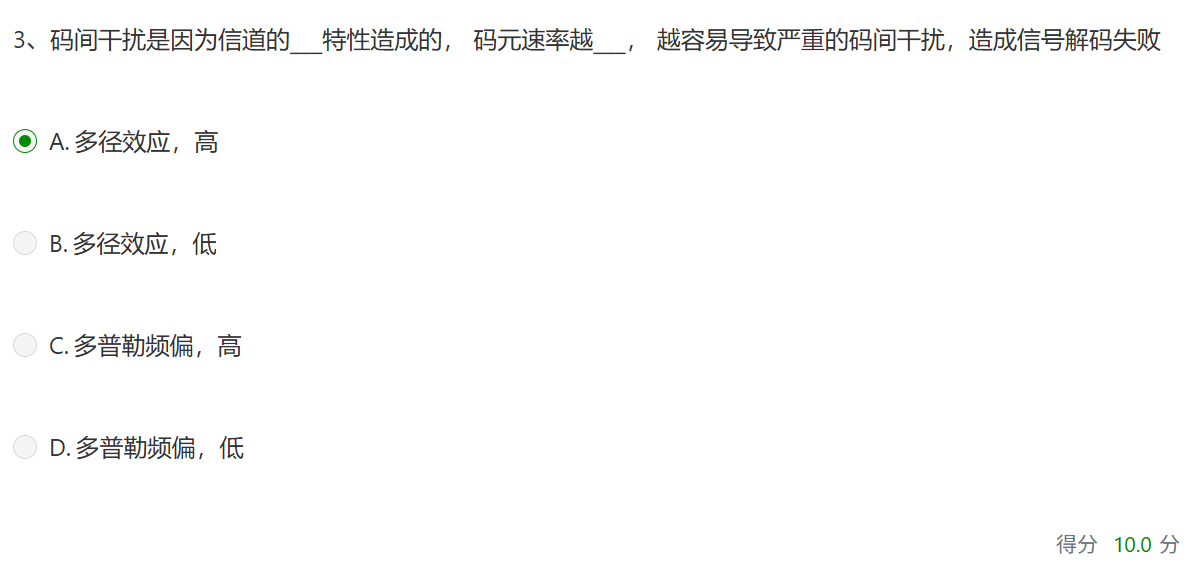 3、码间干扰是因为信道的___特性造成的， 码元速率越___， 越容易导致严重的码间干扰，造成信号解码失败
A. 多径效应，高
B. 多径效应，低
C. 多普勒频偏，高
D. 多普勒频偏，低
得分 10.0 分